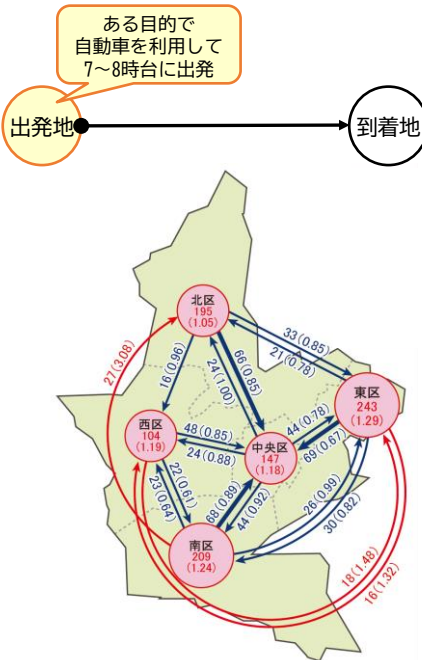 ある目的で
自動車を利用して
7～8時台に出発
出発地
到着地
北区
195
(1.05)
33(0.85)
21(0.78)
27(3.08)
66(0.85)
24(1.00)
16(0.96)
東区
243
(1.29)
西区
104
(1.19)
48(0.85)
24(0.88)
44(0.78)
69(0.67)
中央区
147
(1.18)
22(0.61)
23(0.64)
68(0.89)
44(0.92)
26(0.99)
30(0.82)
南区
209
(1.24)
18(1.48)
16(1.32)